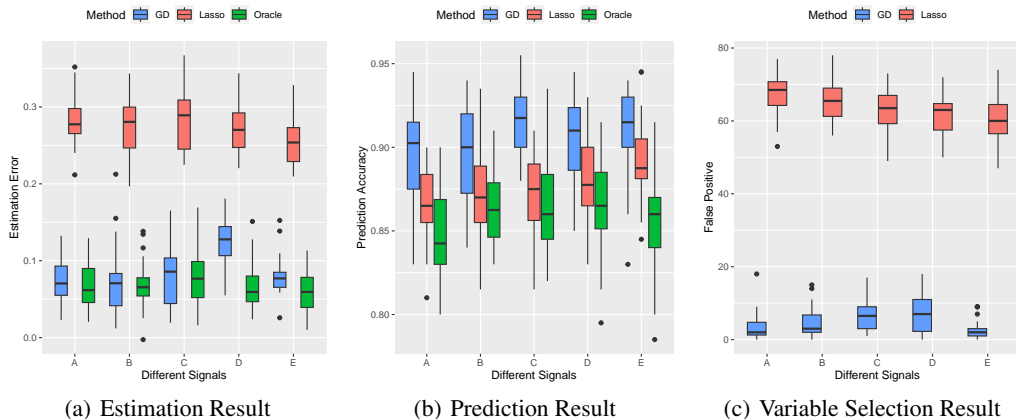 Method GD Lasso Oracle
Estimation Error
0.3
0.2
0.1
0.0
A B C D E
Different Signals
(a) Estimation Result
Method GD Lasso Oracle
Prediction Accuracy
0.95
0.90
0.85
0.80
A B C D E
Different Signals
(b) Prediction Result
Method GD Lasso
False Positive
80
60
40
20
0
A B C D E
Different Signals
(c) Variable Selection Result